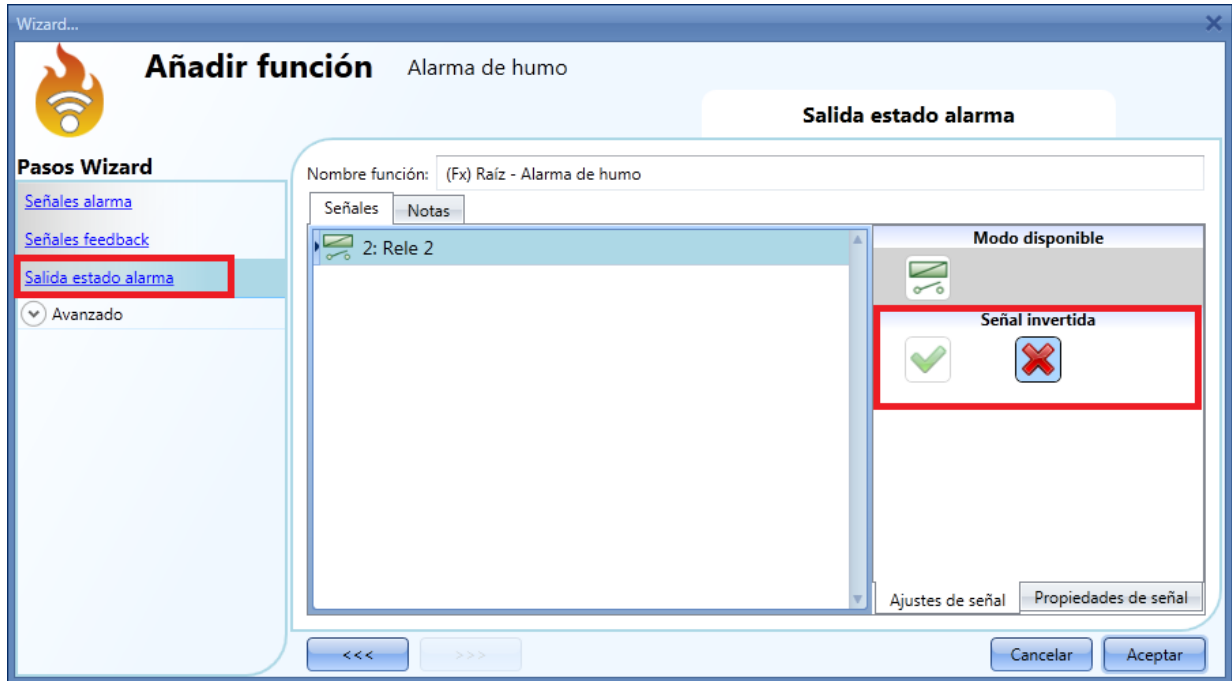 Wizard...
Añadir función Alarma de humo
Salida estado alarma
Pasos Wizard
Señales alarma
Señales feedback
Salida estado alarma
Avanzado
Nombre función: (Fx) Raíz - Alarma de humo
Señales Notas
2: Rele 2
Modo disponible
Señal invertida
Ajustes de señal Propiedades de señal
<<< >>> Cancelar Aceptar